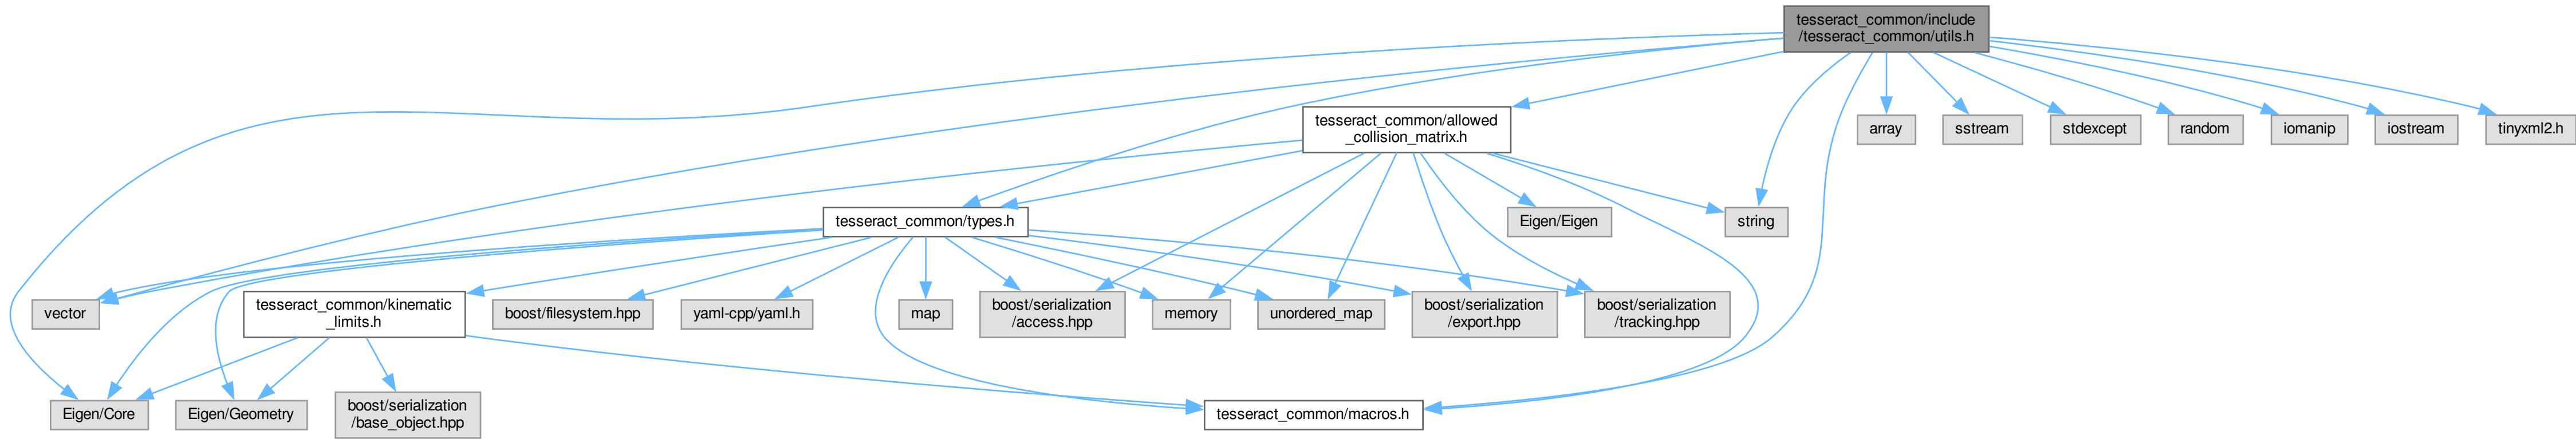 tesseract_common/include
/tesseract_common/utils.h
tesseract_common/allowed
_collision_matrix.h
array
sstream
stdexcept
random
iomanip
iostream
tinyxml2.h
tesseract_common/types.h
Eigen/Eigen
string
vector
tesseract_common/kinematic
_limits.h
boost/filesystem.hpp
yaml-cpp/yaml.h
map
boost/serialization
/access.hpp
memory
unordered_map
boost/serialization
/export.hpp
boost/serialization
/tracking.hpp
Eigen/Core
Eigen/Geometry
boost/serialization
/base_object.hpp
tesseract_common/macros.h